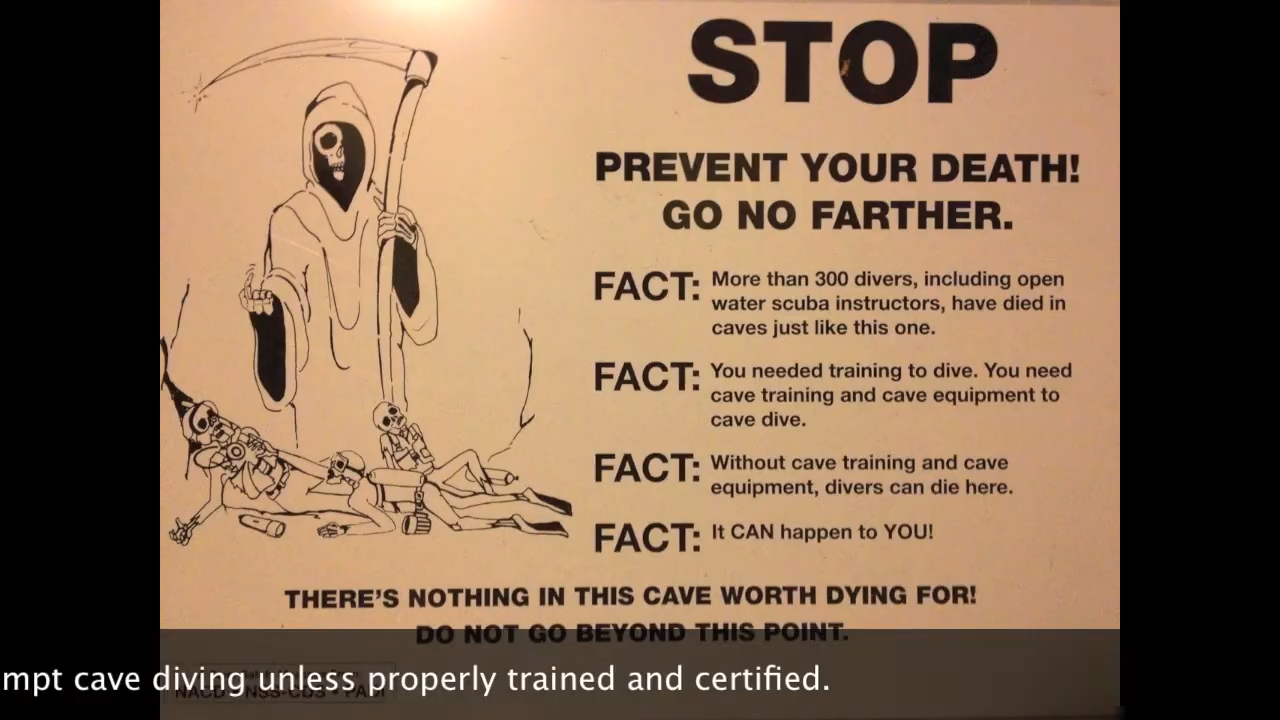 STOP
PREVENT YOUR DEATH!
GO NO FARTHER.
FACT: More than 300 divers, including open
water scuba instructors, have died in
caves just like this one.
FACT: You needed training to dive. You need
cave training and cave equipment to
cave dive.
FACT: Without cave training and cave
equipment, divers can die here.
FACT: It CAN happen to YOU!
THERE'S NOTHING IN THIS CAVE WORTH DYING FOR!
DO NOT GO BEYOND THIS POINT.
mpt cave diving unless properly trained and certified.
NACD • NSS-CDS • PADI